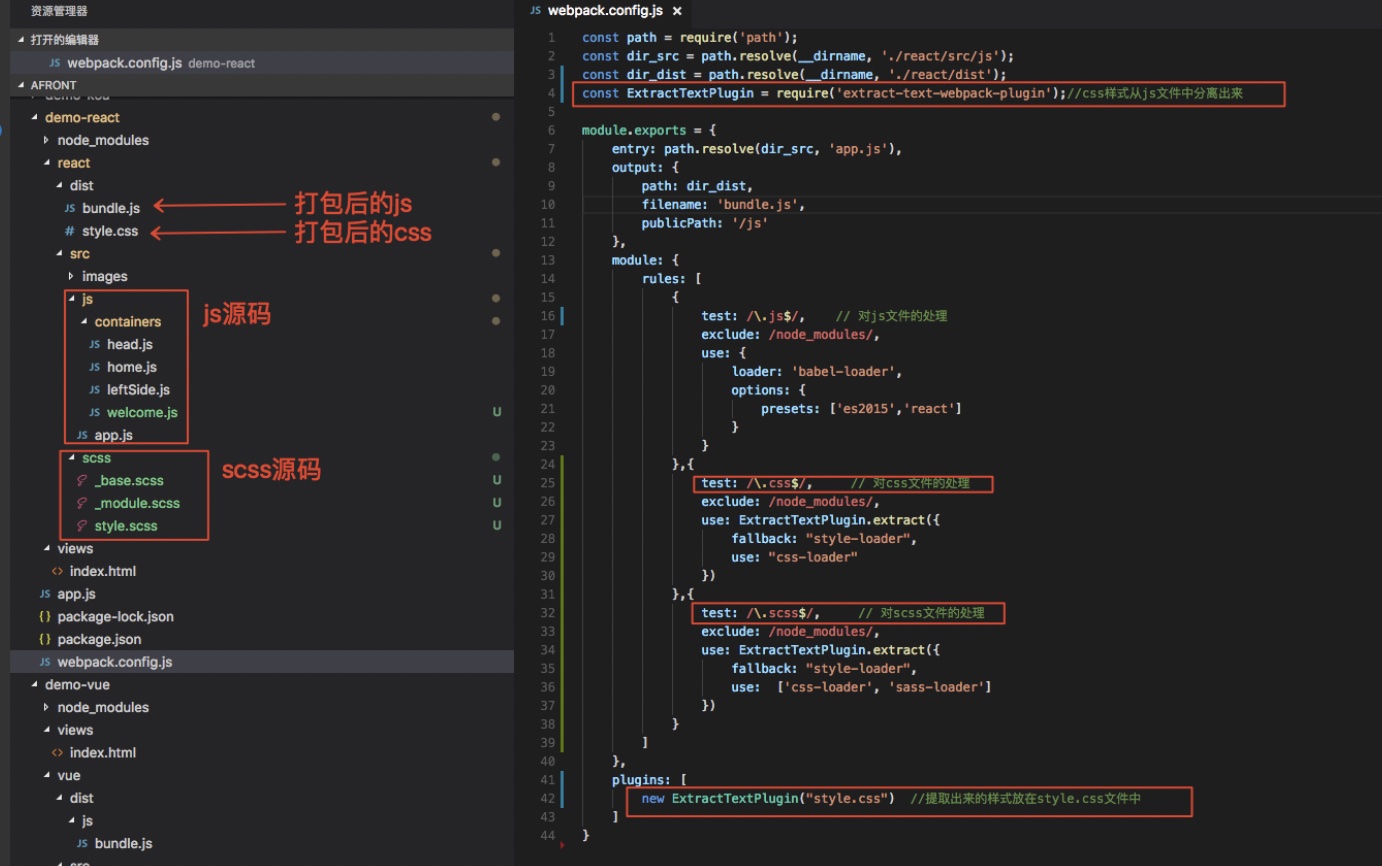 资源管理器
打开的编辑器
JS webpack.config.js demo-react
AFRONT
demo-koa
demo-react
node_modules
react
dist
JS bundle.js
打包后的js
# style.css
打包后的css
src
images
js
js源码
containers
JS head.js
JS home.js
JS leftSide.js
JS welcome.js U
JS app.js
scss
scss源码
_base.scss U
_module.scss U
style.scss U
views
<> index.html
JS app.js
{} package-lock.json
{} package.json
JS webpack.config.js
demo-vue
node_modules
views
<> index.html
vue
dist
js
JS bundle.js
src
JS webpack.config.js ×
1 const path = require('path');
2 const dir_src = path.resolve(__dirname, './react/src/js');
3 const dir_dist = path.resolve(__dirname, './react/dist');
4 const ExtractTextPlugin = require('extract-text-webpack-plugin');//css样式从js文件中分离出来
5
6 module.exports = {
7 entry: path.resolve(dir_src, 'app.js'),
8 output: {
9 path: dir_dist,
10 filename: 'bundle.js',
11 publicPath: '/js'
12 },
13 module: {
14 rules: [
15 {
16 test: /\.js$/, // 对js文件的处理
17 exclude: /node_modules/,
18 use: {
19 loader: 'babel-loader',
20 options: {
21 presets: ['es2015','react']
22 }
23 }
24 },{
25 test: /\.css$/, // 对css文件的处理
26 exclude: /node_modules/,
27 use: ExtractTextPlugin.extract({
28 fallback: "style-loader",
29 use: "css-loader"
30 })
31 },{
32 test: /\.scss$/, // 对scss文件的处理
33 exclude: /node_modules/,
34 use: ExtractTextPlugin.extract({
35 fallback: "style-loader",
36 use: ['css-loader', 'sass-loader']
37 })
38 }
39 ]
40 },
41 plugins: [
42 new ExtractTextPlugin("style.css") //提取出来的样式放在style.css文件中
43 ]
44 }